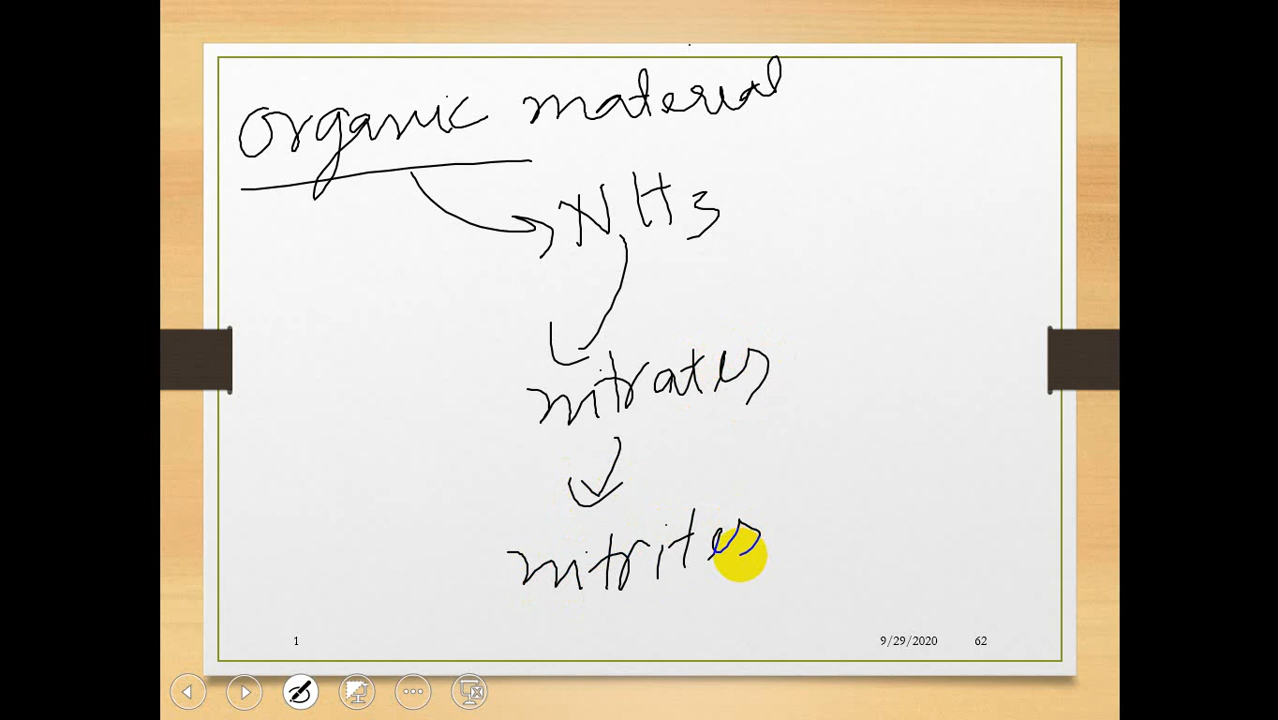 organic material
NH3
nitrates
nitrites
1 9/29/2020 62